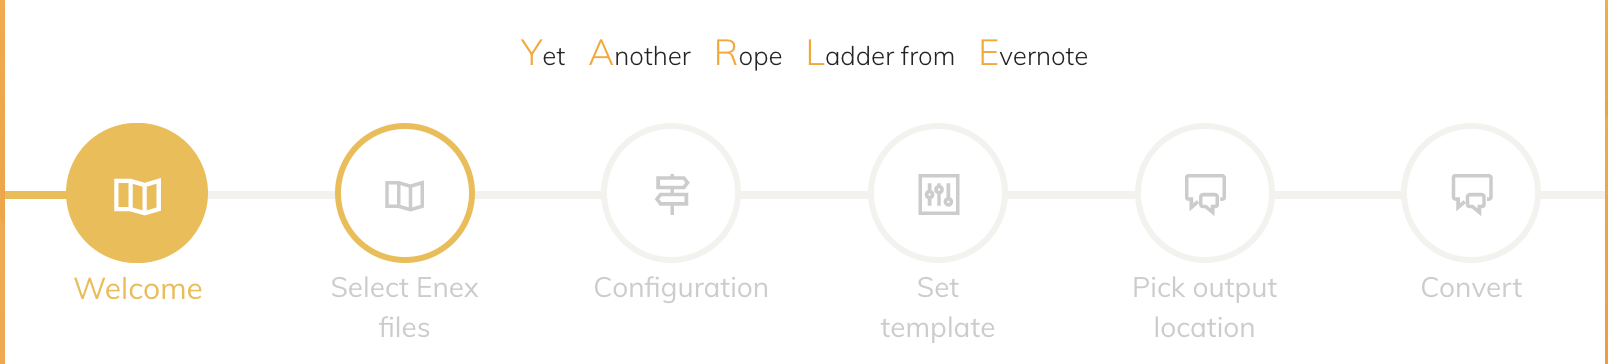 Yet Another Rope Ladder from Evernote
Welcome
Select Enex
files
Configuration
Set
template
Pick output
location
Convert